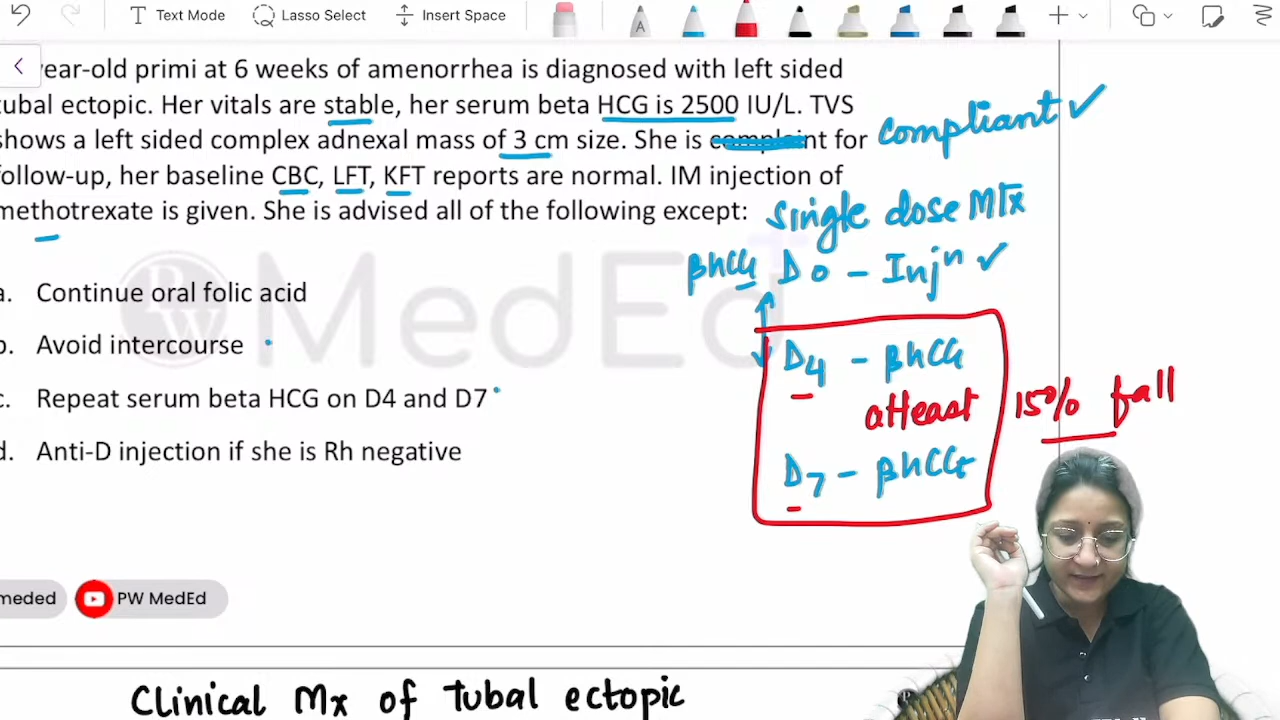 Text Mode
Lasso Select
Insert Space
year-old primi at 6 weeks of amenorrhea is diagnosed with left sided
tubal ectopic. Her vitals are stable, her serum beta HCG is 2500 IU/L. TVS
shows a left sided complex adnexal mass of 3 cm size. She is complaint for
compliant ✓
follow-up, her baseline CBC, LFT, KFT reports are normal. IM injection of
methotrexate is given. She is advised all of the following except:
Single dose MTx
βhCG D0 – Injn ✓
a. Continue oral folic acid
b. Avoid intercourse
D4 – βhCG
c. Repeat serum beta HCG on D4 and D7
atleast 15% fall
d. Anti-D injection if she is Rh negative
D7 – βhCG
PW MedEd
meded
PW MedEd
Clinical Mx of Tubal ectopic